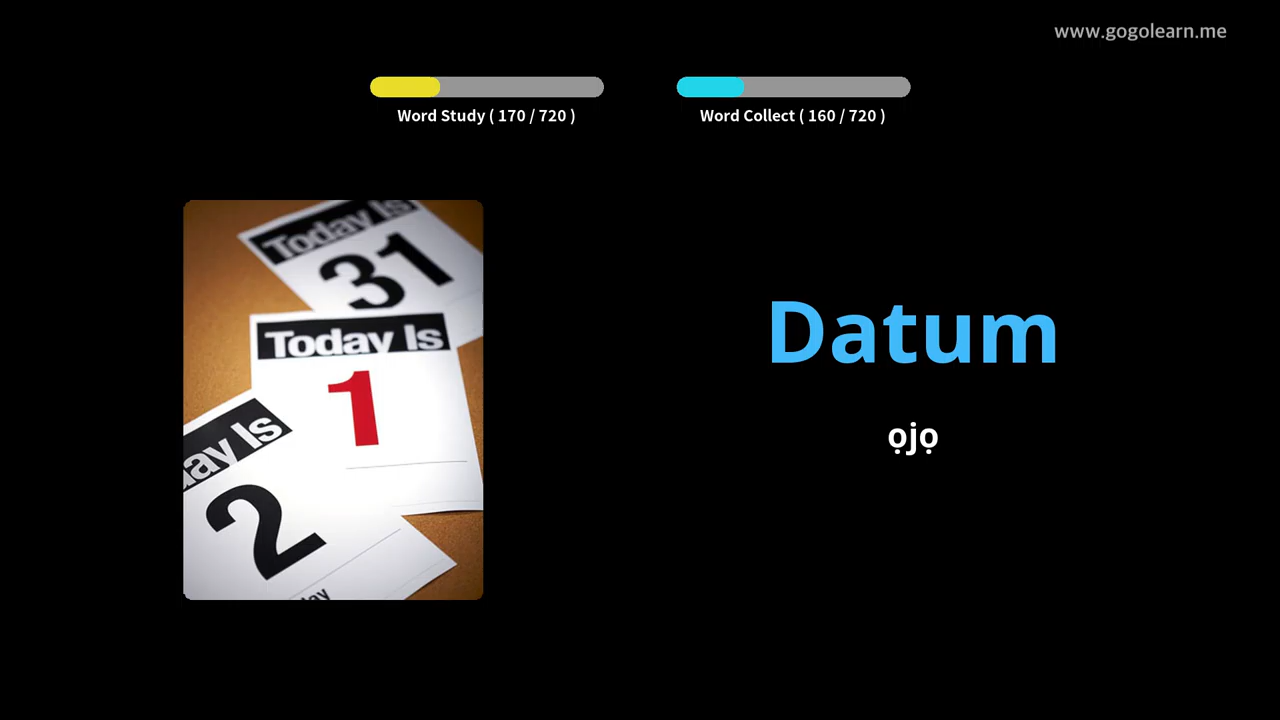 www.gogolearn.me
Word Study ( 170 / 720 )
Word Collect ( 160 / 720 )
Today Is
31
Today Is
1
ay Is
2
Datum
ọjọ